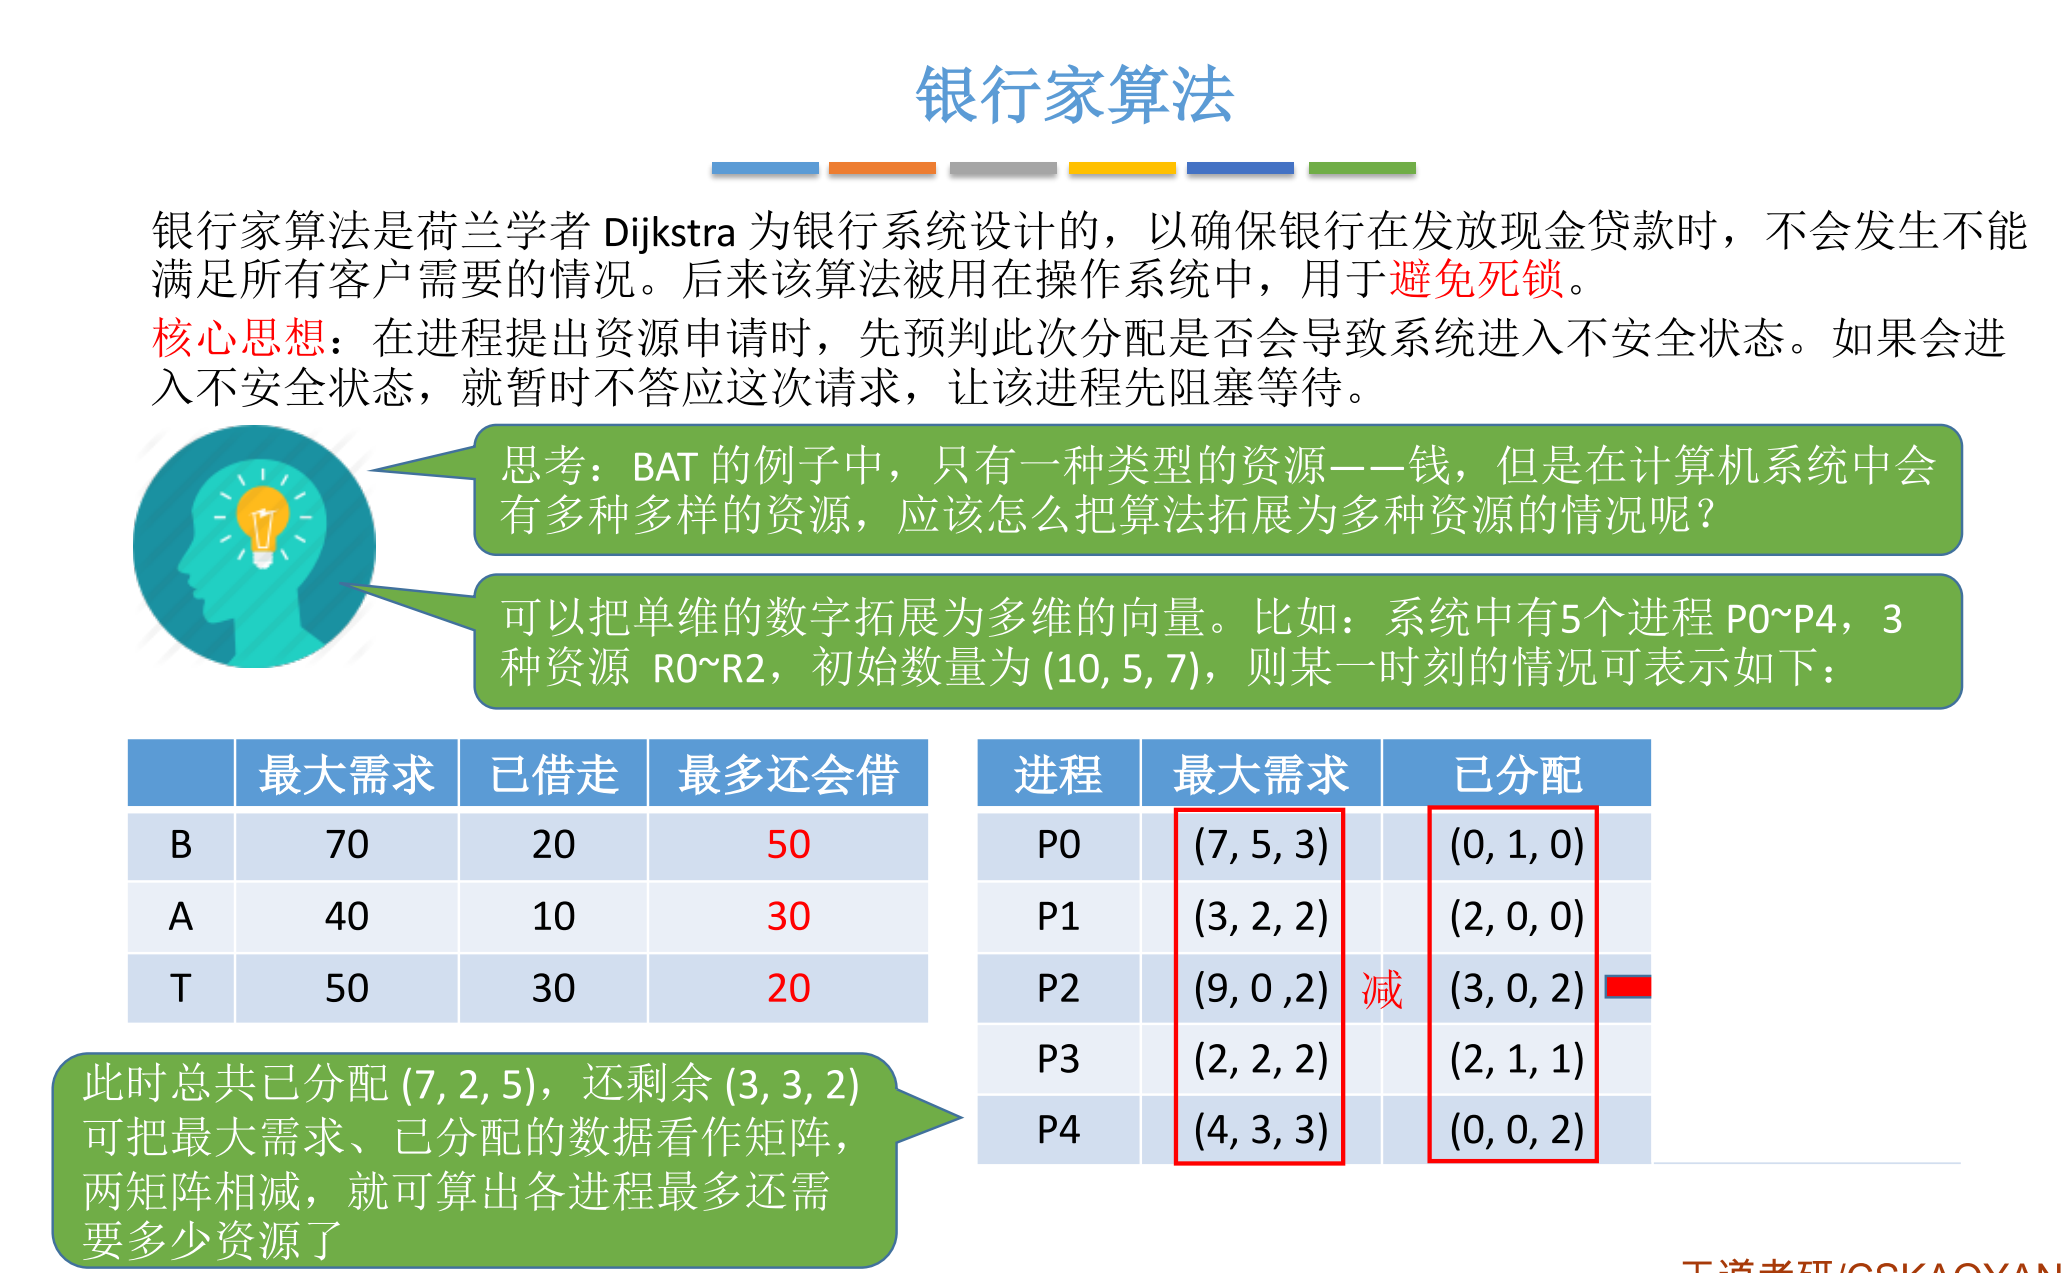 银行家算法
银行家算法是荷兰学者 Dijkstra 为银行系统设计的，以确保银行在发放现金贷款时，不会发生不能
满足所有客户需要的情况。后来该算法被用在操作系统中，用于避免死锁。
核心思想：在进程提出资源申请时，先预判此次分配是否会导致系统进入不安全状态。如果会进
入不安全状态，就暂时不答应这次请求，让该进程先阻塞等待。
思考：BAT 的例子中，只有一种类型的资源——钱，但是在计算机系统中会
有多种多样的资源，应该怎么把算法拓展为多种资源的情况呢？
可以把单维的数字拓展为多维的向量。比如：系统中有5个进程 P0~P4，3
种资源 R0~R2，初始数量为 (10, 5, 7)，则某一时刻的情况可表示如下：
最大需求 已借走 最多还会借
B 70 20 50
A 40 10 30
T 50 30 20
进程 最大需求 已分配
P0 (7, 5, 3) (0, 1, 0)
P1 (3, 2, 2) (2, 0, 0)
P2 (9, 0 ,2) 减 (3, 0, 2)
P3 (2, 2, 2) (2, 1, 1)
P4 (4, 3, 3) (0, 0, 2)
此时总共已分配 (7, 2, 5)，还剩余 (3, 3, 2)
可把最大需求、已分配的数据看作矩阵，
两矩阵相减，就可算出各进程最多还需
要多少资源了
王道考研/CSKAOYAN